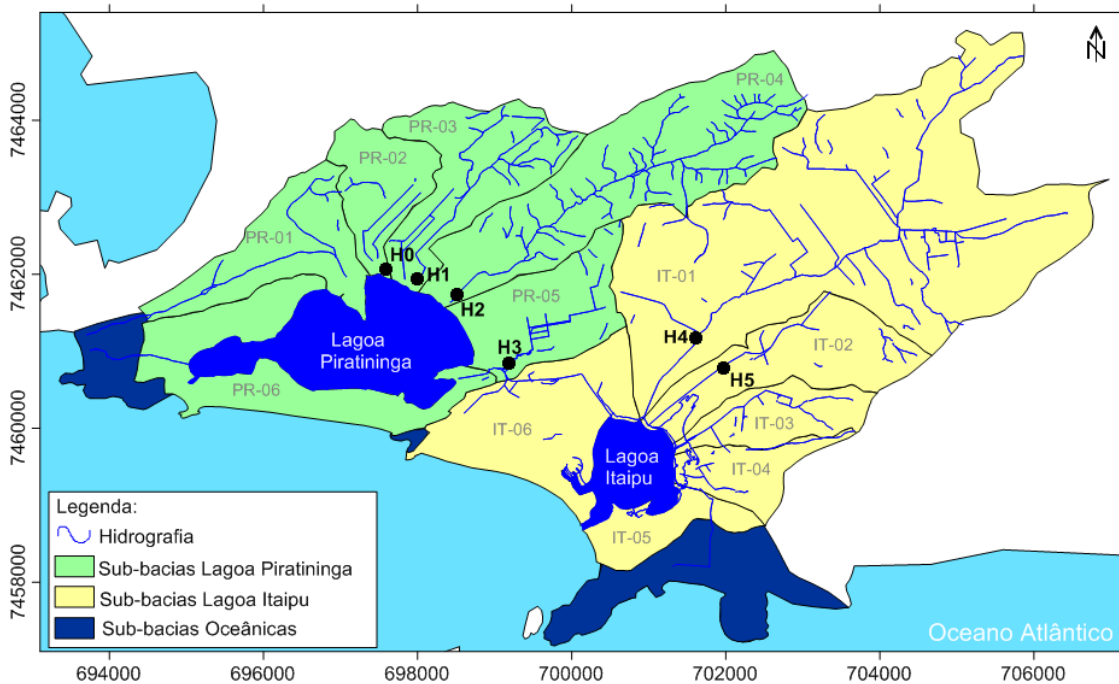 N
7464000
7462000
7460000
7458000
PR-04
PR-03
PR-02
PR-01
H0
H1
H2
IT-01
PR-05
Lagoa
Piratininga
H4
IT-02
H3
H5
PR-06
IT-03
IT-06
Lagoa
Itaipu
IT-04
IT-05
Legenda:
Hidrografia
Sub-bacias Lagoa Piratininga
Sub-bacias Lagoa Itaipu
Sub-bacias Oceânicas
Oceano Atlântico
694000 696000 698000 700000 702000 704000 706000